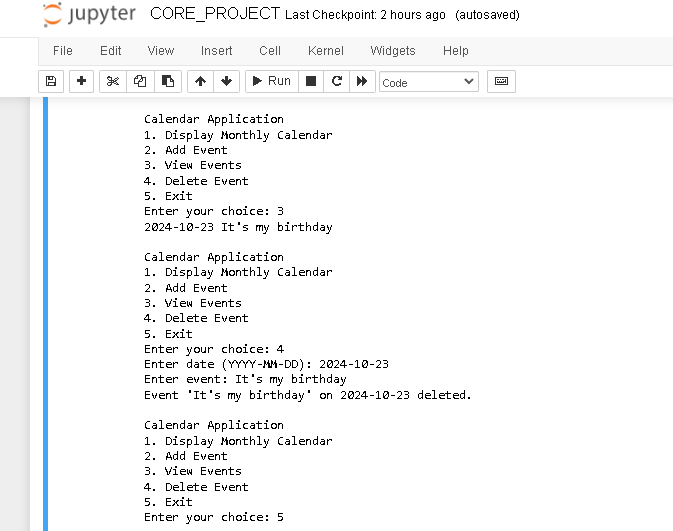 jupyter CORE_PROJECT Last Checkpoint: 2 hours ago (autosaved)
File Edit View Insert Cell Kernel Widgets Help
Run Code
Calendar Application
1. Display Monthly Calendar
2. Add Event
3. View Events
4. Delete Event
5. Exit
Enter your choice: 3
2024-10-23 It's my birthday
Calendar Application
1. Display Monthly Calendar
2. Add Event
3. View Events
4. Delete Event
5. Exit
Enter your choice: 4
Enter date (YYYY-MM-DD): 2024-10-23
Enter event: It's my birthday
Event 'It's my birthday' on 2024-10-23 deleted.
Calendar Application
1. Display Monthly Calendar
2. Add Event
3. View Events
4. Delete Event
5. Exit
Enter your choice: 5